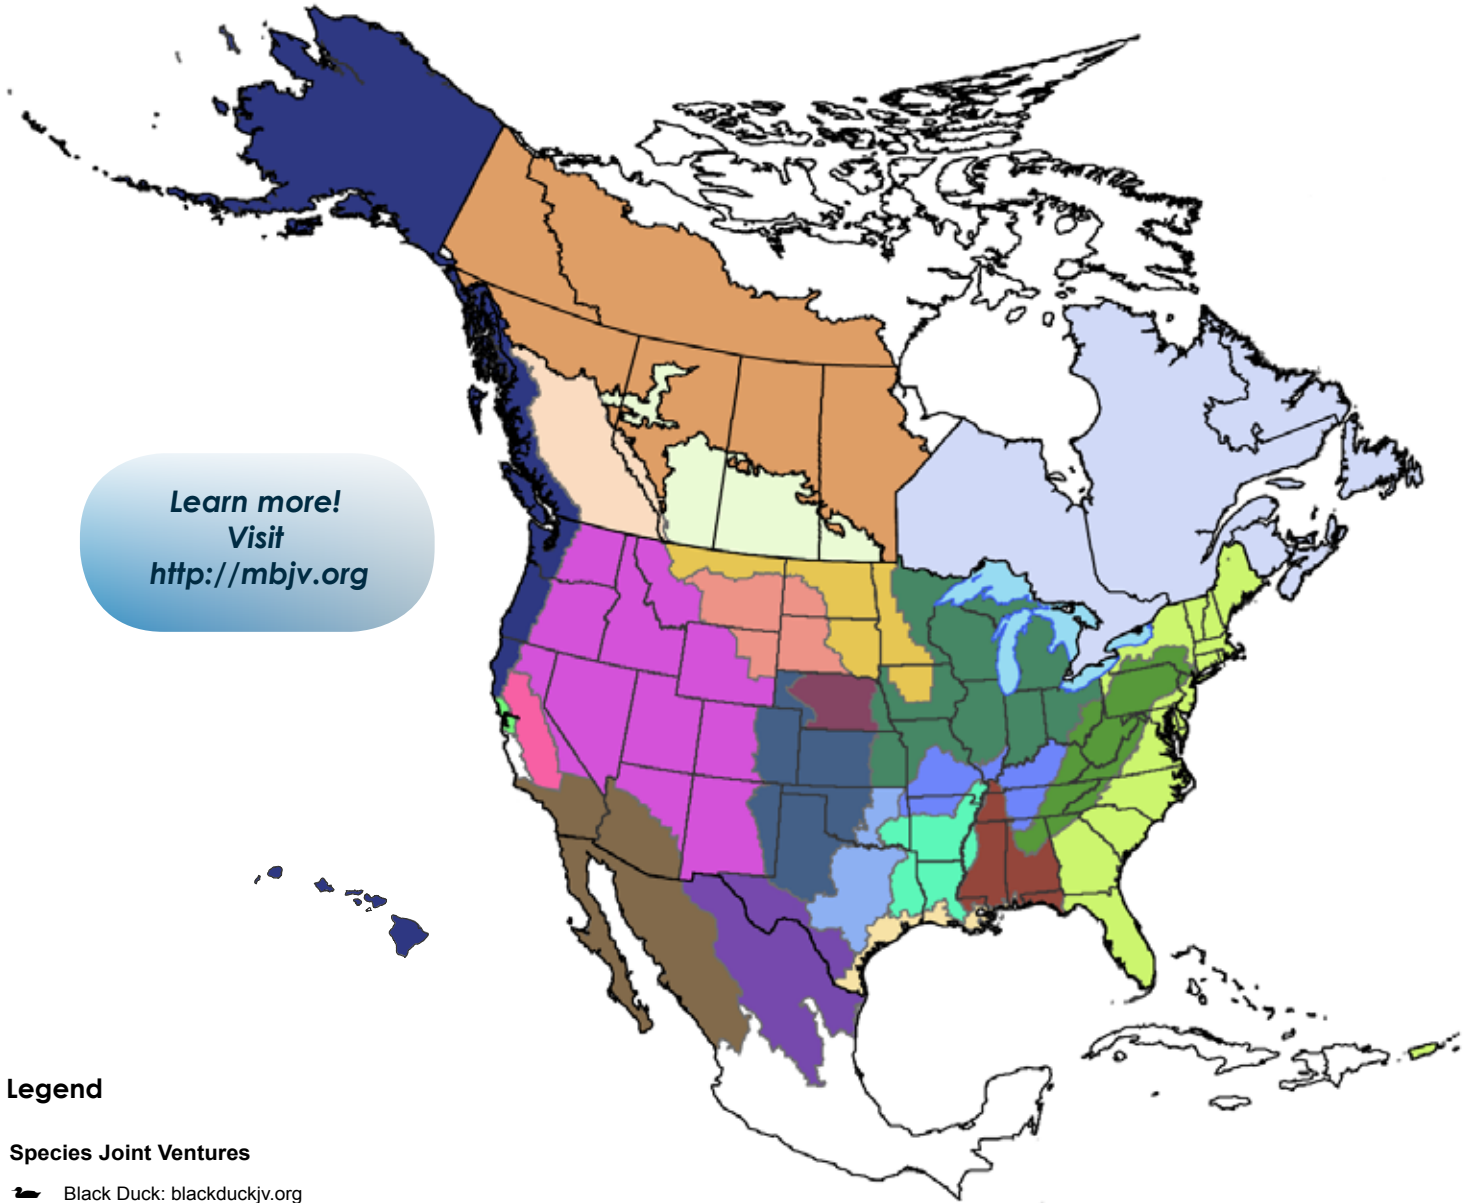 Learn more!
Visit
http://mbjv.org
Legend
Species Joint Ventures
Black Duck: blackduckjv.org